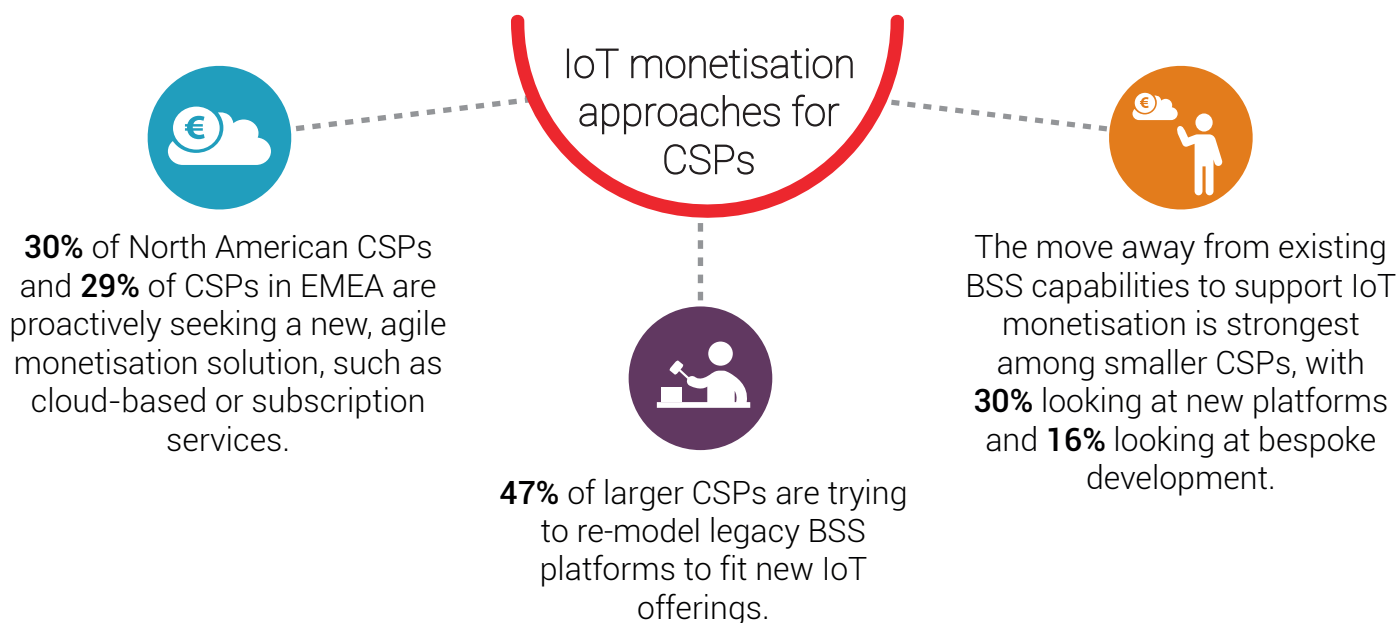 IoT monetisation
approaches for
CSPs
€
30% of North American CSPs
and 29% of CSPs in EMEA are
proactively seeking a new, agile
monetisation solution, such as
cloud-based or subscription
services.
47% of larger CSPs are trying
to re-model legacy BSS
platforms to fit new IoT
offerings.
€
The move away from existing
BSS capabilities to support IoT
monetisation is strongest
among smaller CSPs, with
30% looking at new platforms
and 16% looking at bespoke
development.